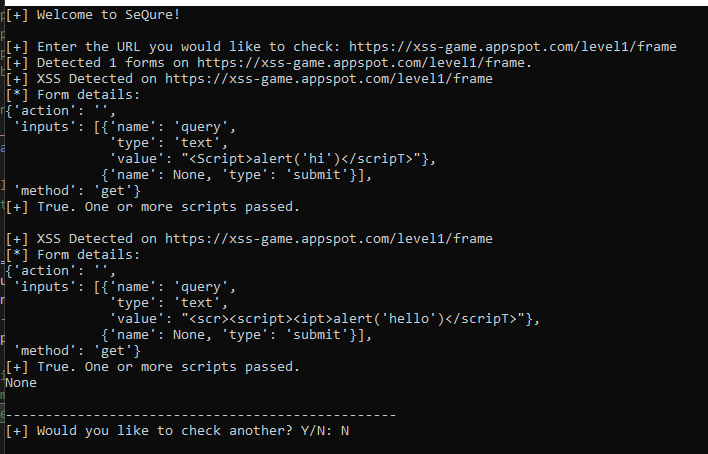 [+] Welcome to SeQure!
[+] Enter the URL you would like to check: https://xss-game.appspot.com/level1/frame
[+] Detected 1 forms on https://xss-game.appspot.com/level1/frame.
[+] XSS Detected on https://xss-game.appspot.com/level1/frame
[*] Form details:
{'action': '',
 'inputs': [{'name': 'query',
             'type': 'text',
             'value': "<Script>alert('hi')</scripT>"},
            {'name': None, 'type': 'submit'}],
 'method': 'get'}
[+] True. One or more scripts passed.
[+] XSS Detected on https://xss-game.appspot.com/level1/frame
[*] Form details:
{'action': '',
 'inputs': [{'name': 'query',
             'type': 'text',
             'value': "<scr><script><ipt>alert('hello')</scripT>"},
            {'name': None, 'type': 'submit'}],
 'method': 'get'}
[+] True. One or more scripts passed.
None
-------------------------------------------------
[+] Would you like to check another? Y/N: N